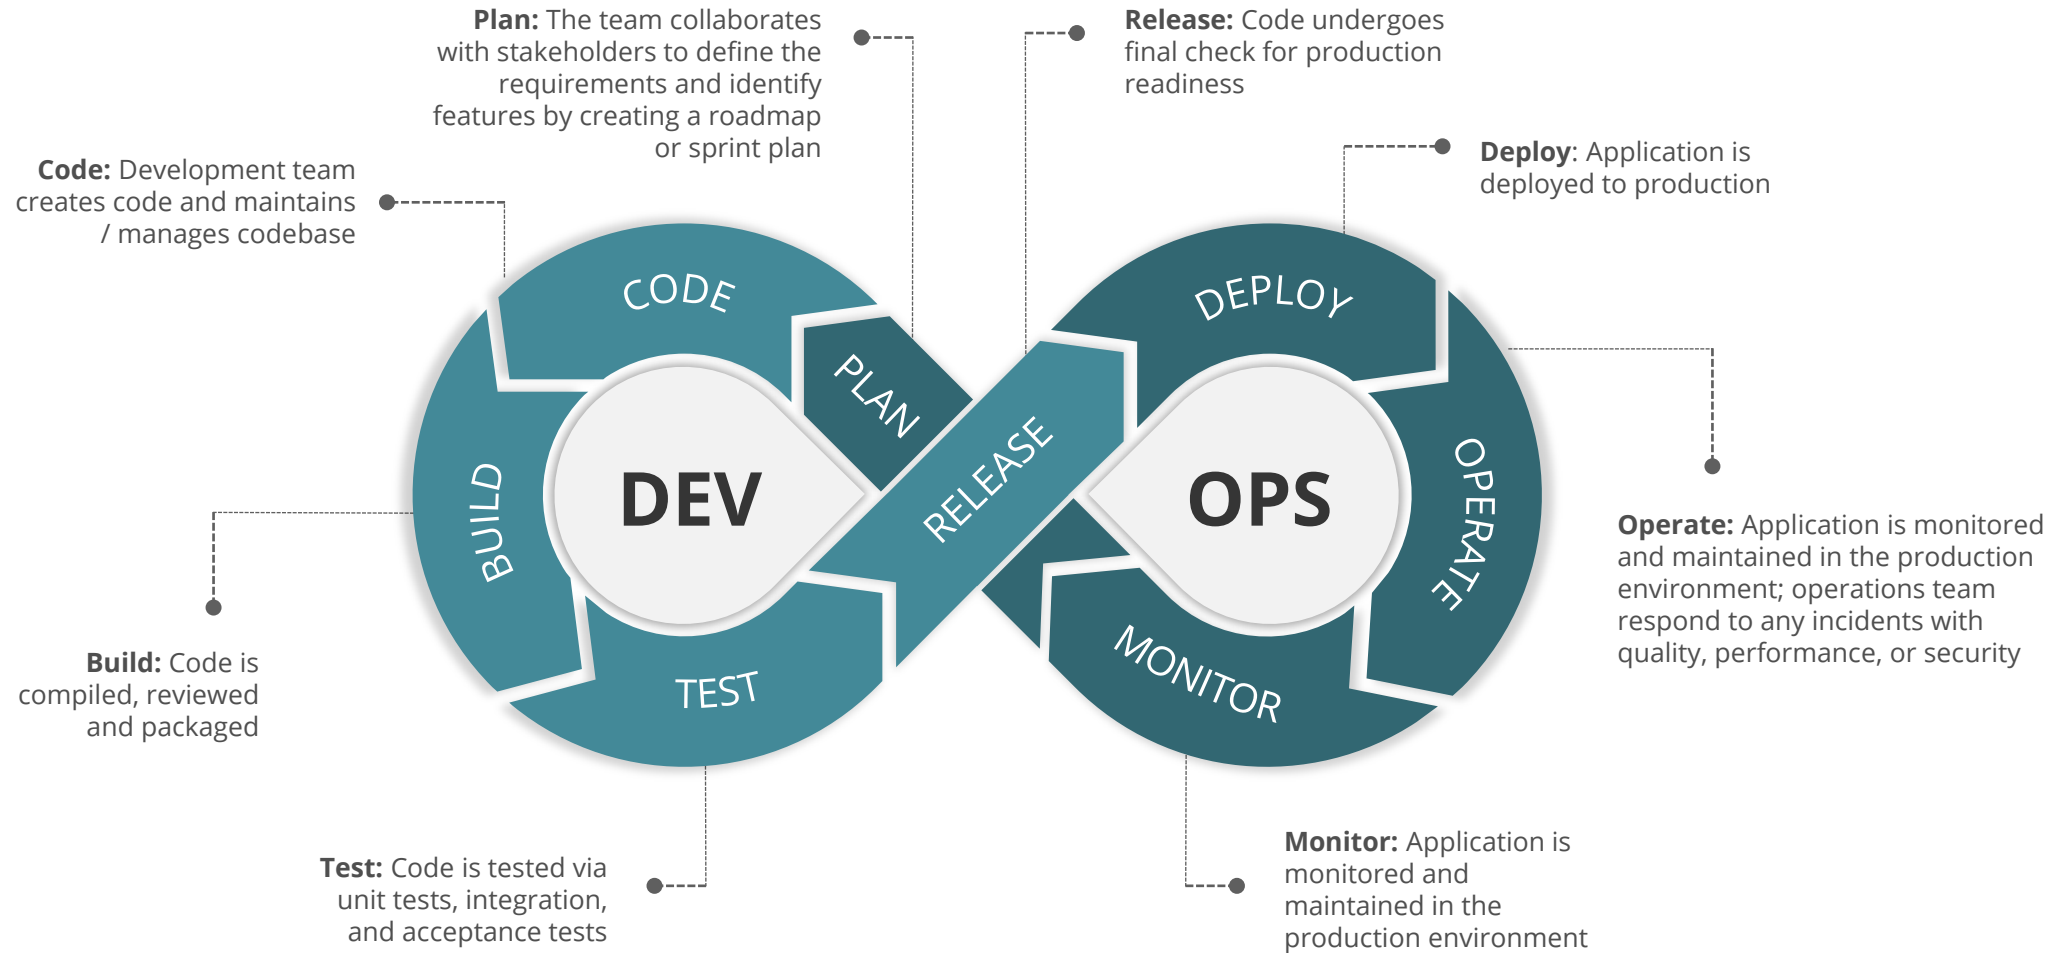 Plan: The team collaborates
with stakeholders to define the
requirements and identify
features by creating a roadmap
or sprint plan
Release: Code undergoes
final check for production
readiness
Deploy: Application is
deployed to production
Code: Development team
creates code and maintains
/ manages codebase
CODE
PLAN
BUILD
TEST
DEV
RELEASE
DEPLOY
OPERATE
MONITOR
OPS
Operate: Application is monitored
and maintained in the production
environment; operations team
respond to any incidents with
quality, performance, or security
Build: Code is
compiled, reviewed
and packaged
Test: Code is tested via
unit tests, integration,
and acceptance tests
Monitor: Application is
monitored and
maintained in the
production environment